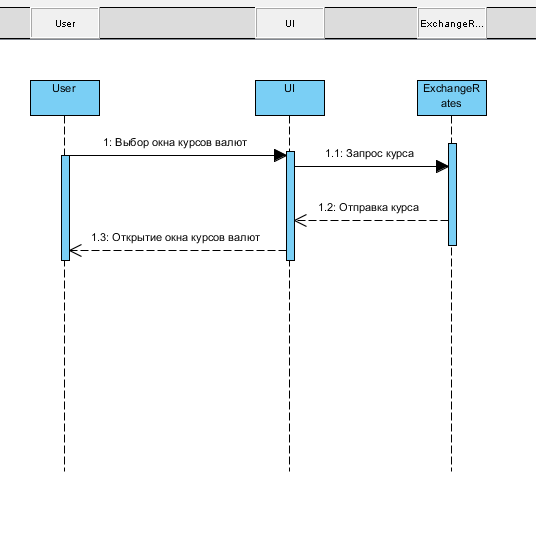 User
UI
ExchangeR...
User
UI
ExchangeR
ates
1: Выбор окна курсов валют
1.1: Запрос курса
1.2: Отправка курса
1.3: Открытие окна курсов валют